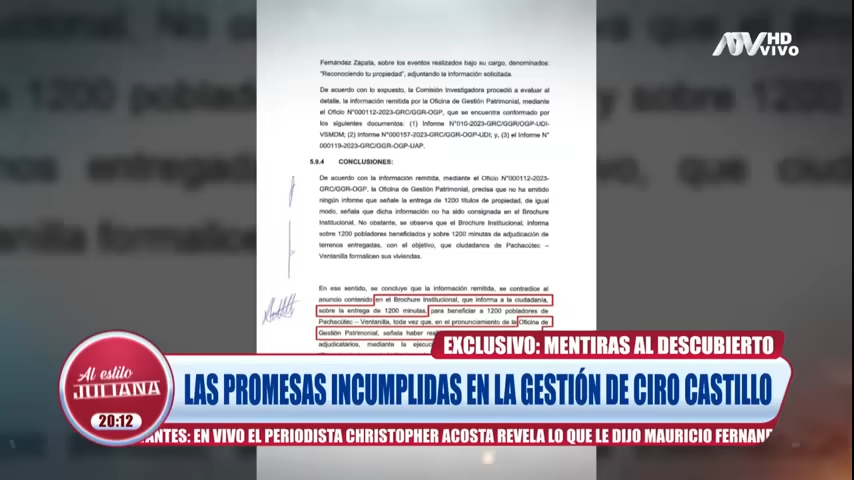 Fernández Zapata, sobre los eventos realizados bajo su cargo, denominados:
"Reconociendo tu propiedad", adjuntando la información solicitada.
De acuerdo con lo expuesto, la Comisión Investigadora procedió a evaluar al
detalle, la información remitida por la Oficina de Gestión Patrimonial, mediante
el Oficio N°000112-2023-GRC/GGR-OGP, que se encuentra conformado por
los siguientes documentos: (1) Informe N°010-2023-GRC/GGR/OGP-UDI-
VSMDM; (2) Informe N°000157-2023-GRC/GGR-OGP-UDI; y, (3) el Informe N°
000119-2023-GRC/GGR-OGP-UAP.
5.9.4 CONCLUSIONES:
De acuerdo con la información remitida, mediante el Oficio N°000112-2023-
GRC/GGR-OGP, la Oficina de Gestión Patrimonial, precisa que no ha emitido
ningún informe que señale la entrega de 1200 títulos de propiedad, de igual
modo, señala que dicha información no ha sido consignada en el Brochure
Institucional. No obstante, se observa que el Brochure Institucional, informa
sobre 1200 pobladores beneficiados y sobre 1200 minutas de adjudicación de
terrenos entregadas, con el objetivo, que ciudadanos de Pachacútec –
Ventanilla formalicen sus viviendas.
En ese sentido, se concluye que la información remitida, se contradice al
anuncio contenido en el Brochure Institucional, que informa a la ciudadanía,
sobre la entrega de 1200 minutas, para beneficiar a 1200 pobladores de
Pachacútec – Ventanilla, toda vez que, en el pronunciamiento de la Oficina de
Gestión Patrimonial, señala haber
adjudicatarios, mediante la
ATV HD
VIVO
EXCLUSIVO: MENTIRAS AL DESCUBIERTO
LAS PROMESAS INCUMPLIDAS EN LA GESTIÓN DE CIRO CASTILLO
Al estilo
JULIANA
20:12
ANTES: EN VIVO EL PERIODISTA CHRISTOPHER ACOSTA REVELA LO QUE LE DIJO MAURICIO FERNAND